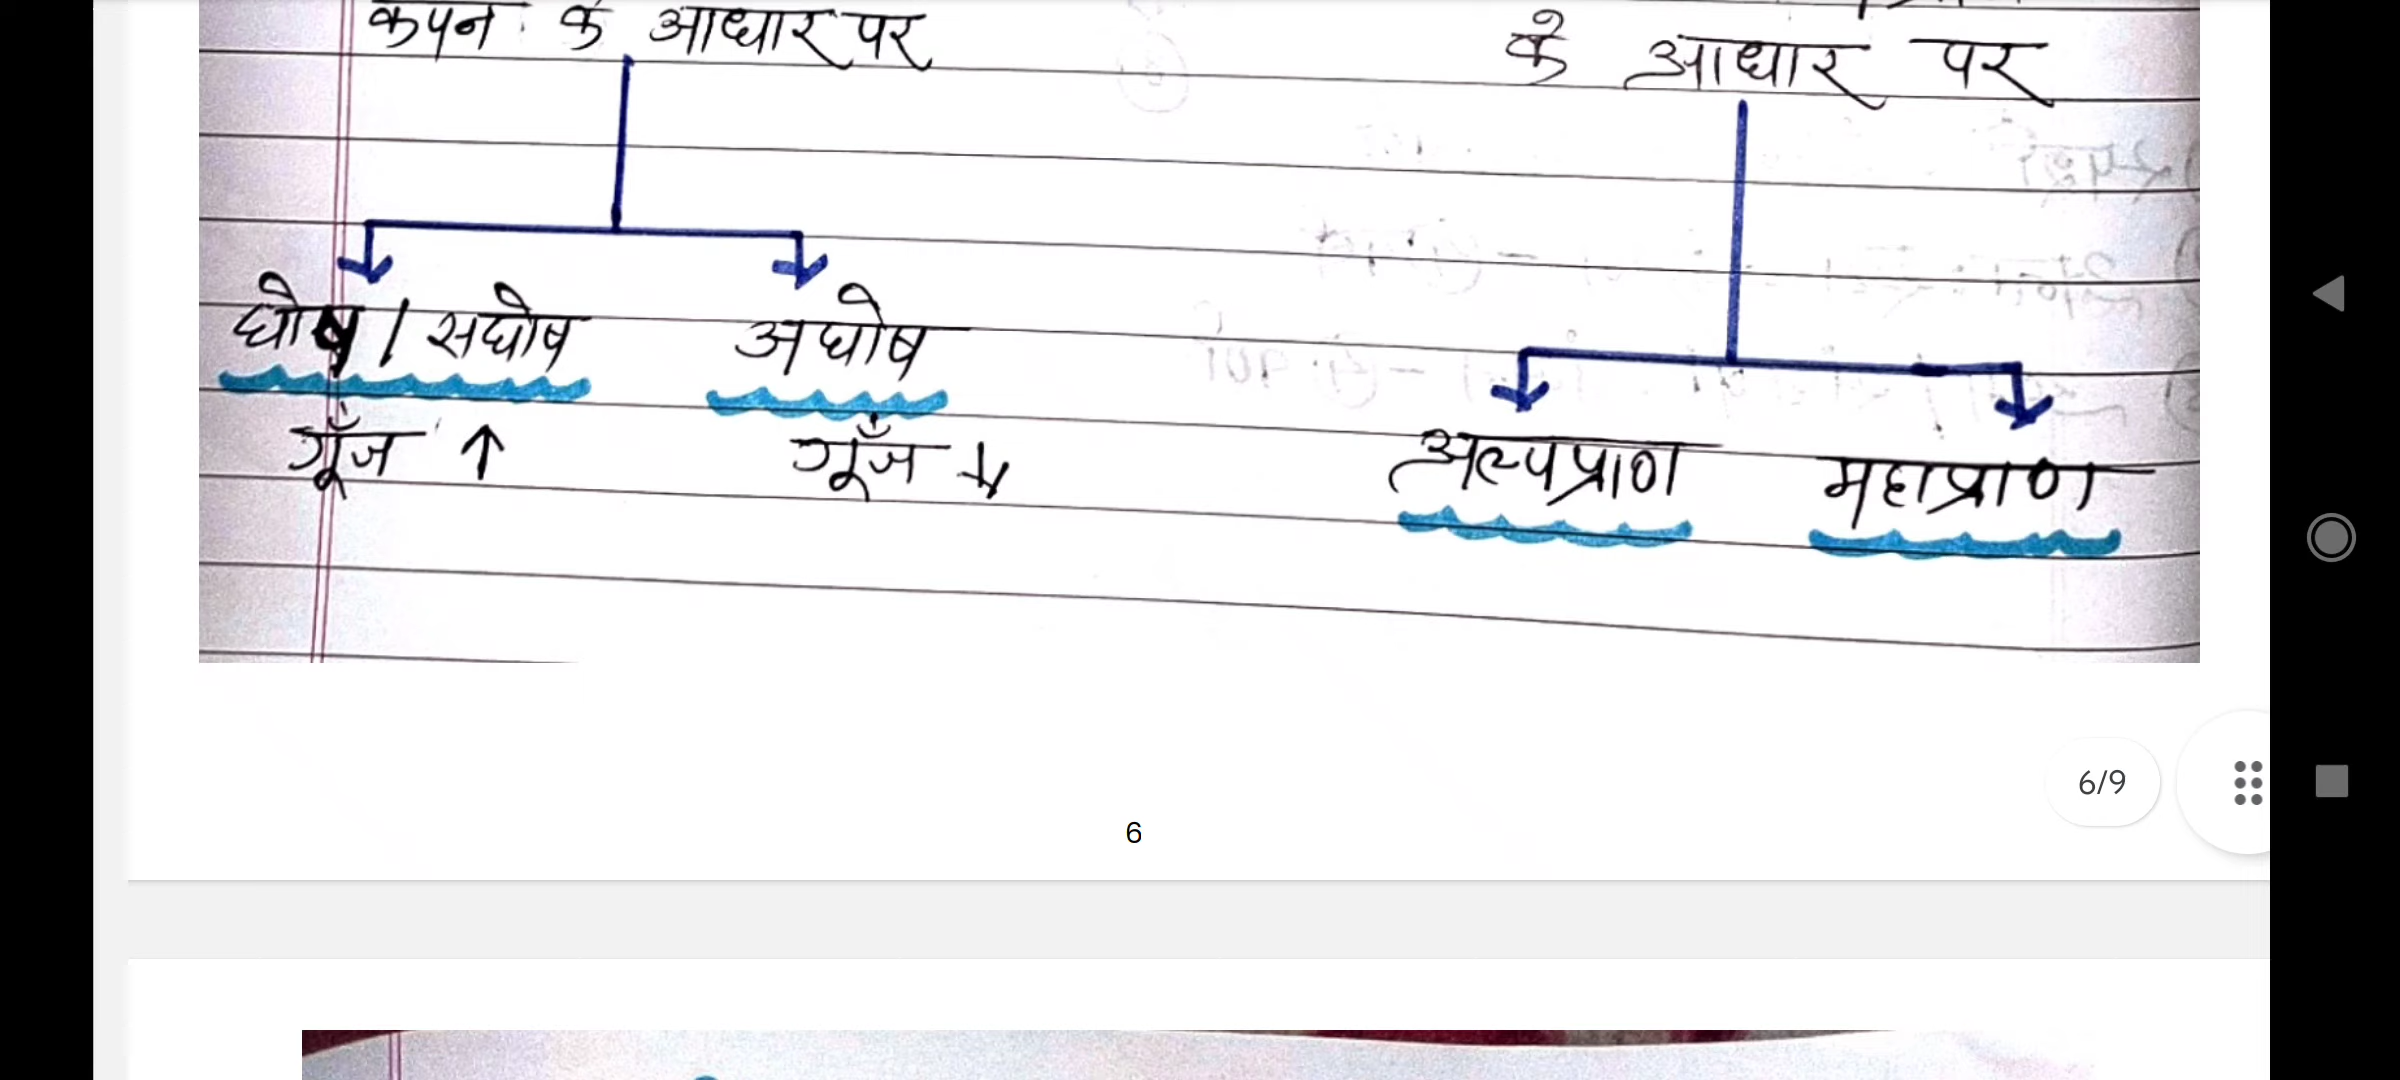 कंपन के आधार पर
के आधार पर
घोष / सघोष
अघोष
गूँज ↑
गूँज ↓
अल्पप्राण
महाप्राण
6/9
6